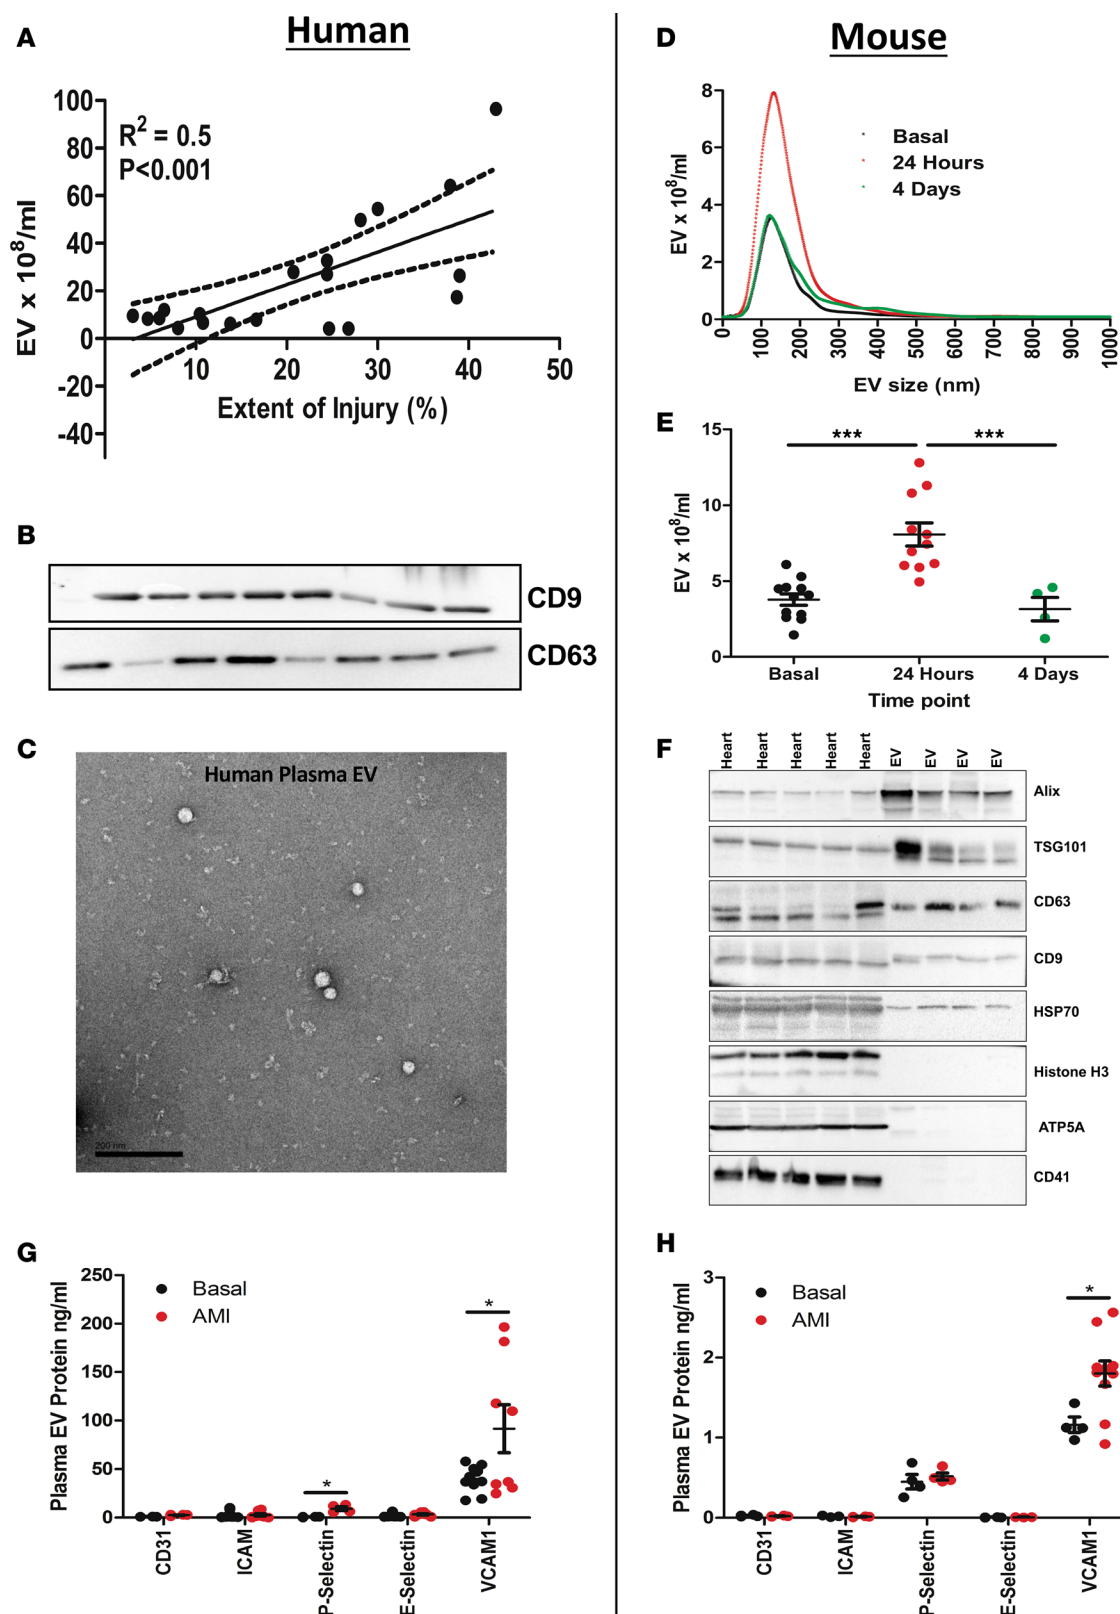 A
Human
100
80
60
40
20
0
-20
-40
R² = 0.5
P<0.001
EV x 10⁸/ml
10
20
30
40
50
Extent of Injury (%)
B
CD9
CD63
C
Human Plasma EV
200 nm
D
Mouse
8
6
4
2
0
EV x 10⁸/ml
Basal
24 Hours
4 Days
0
100
200
300
400
500
600
700
800
900
1000
EV size (nm)
E
15
10
5
0
EV x 10⁸/ml
***
***
Basal
24 Hours
4 Days
Time point
F
Heart
Heart
Heart
Heart
Heart
EV
EV
EV
EV
Alix
TSG101
CD63
CD9
HSP70
Histone H3
ATP5A
CD41
G
250
200
150
100
50
0
Plasma EV Protein ng/ml
Basal
AMI
*
*
CD31
ICAM
P-Selectin
E-Selectin
VCAM1
H
3
2
1
0
Plasma EV Protein ng/ml
Basal
AMI
*
CD31
ICAM
P-Selectin
E-Selectin
VCAM1